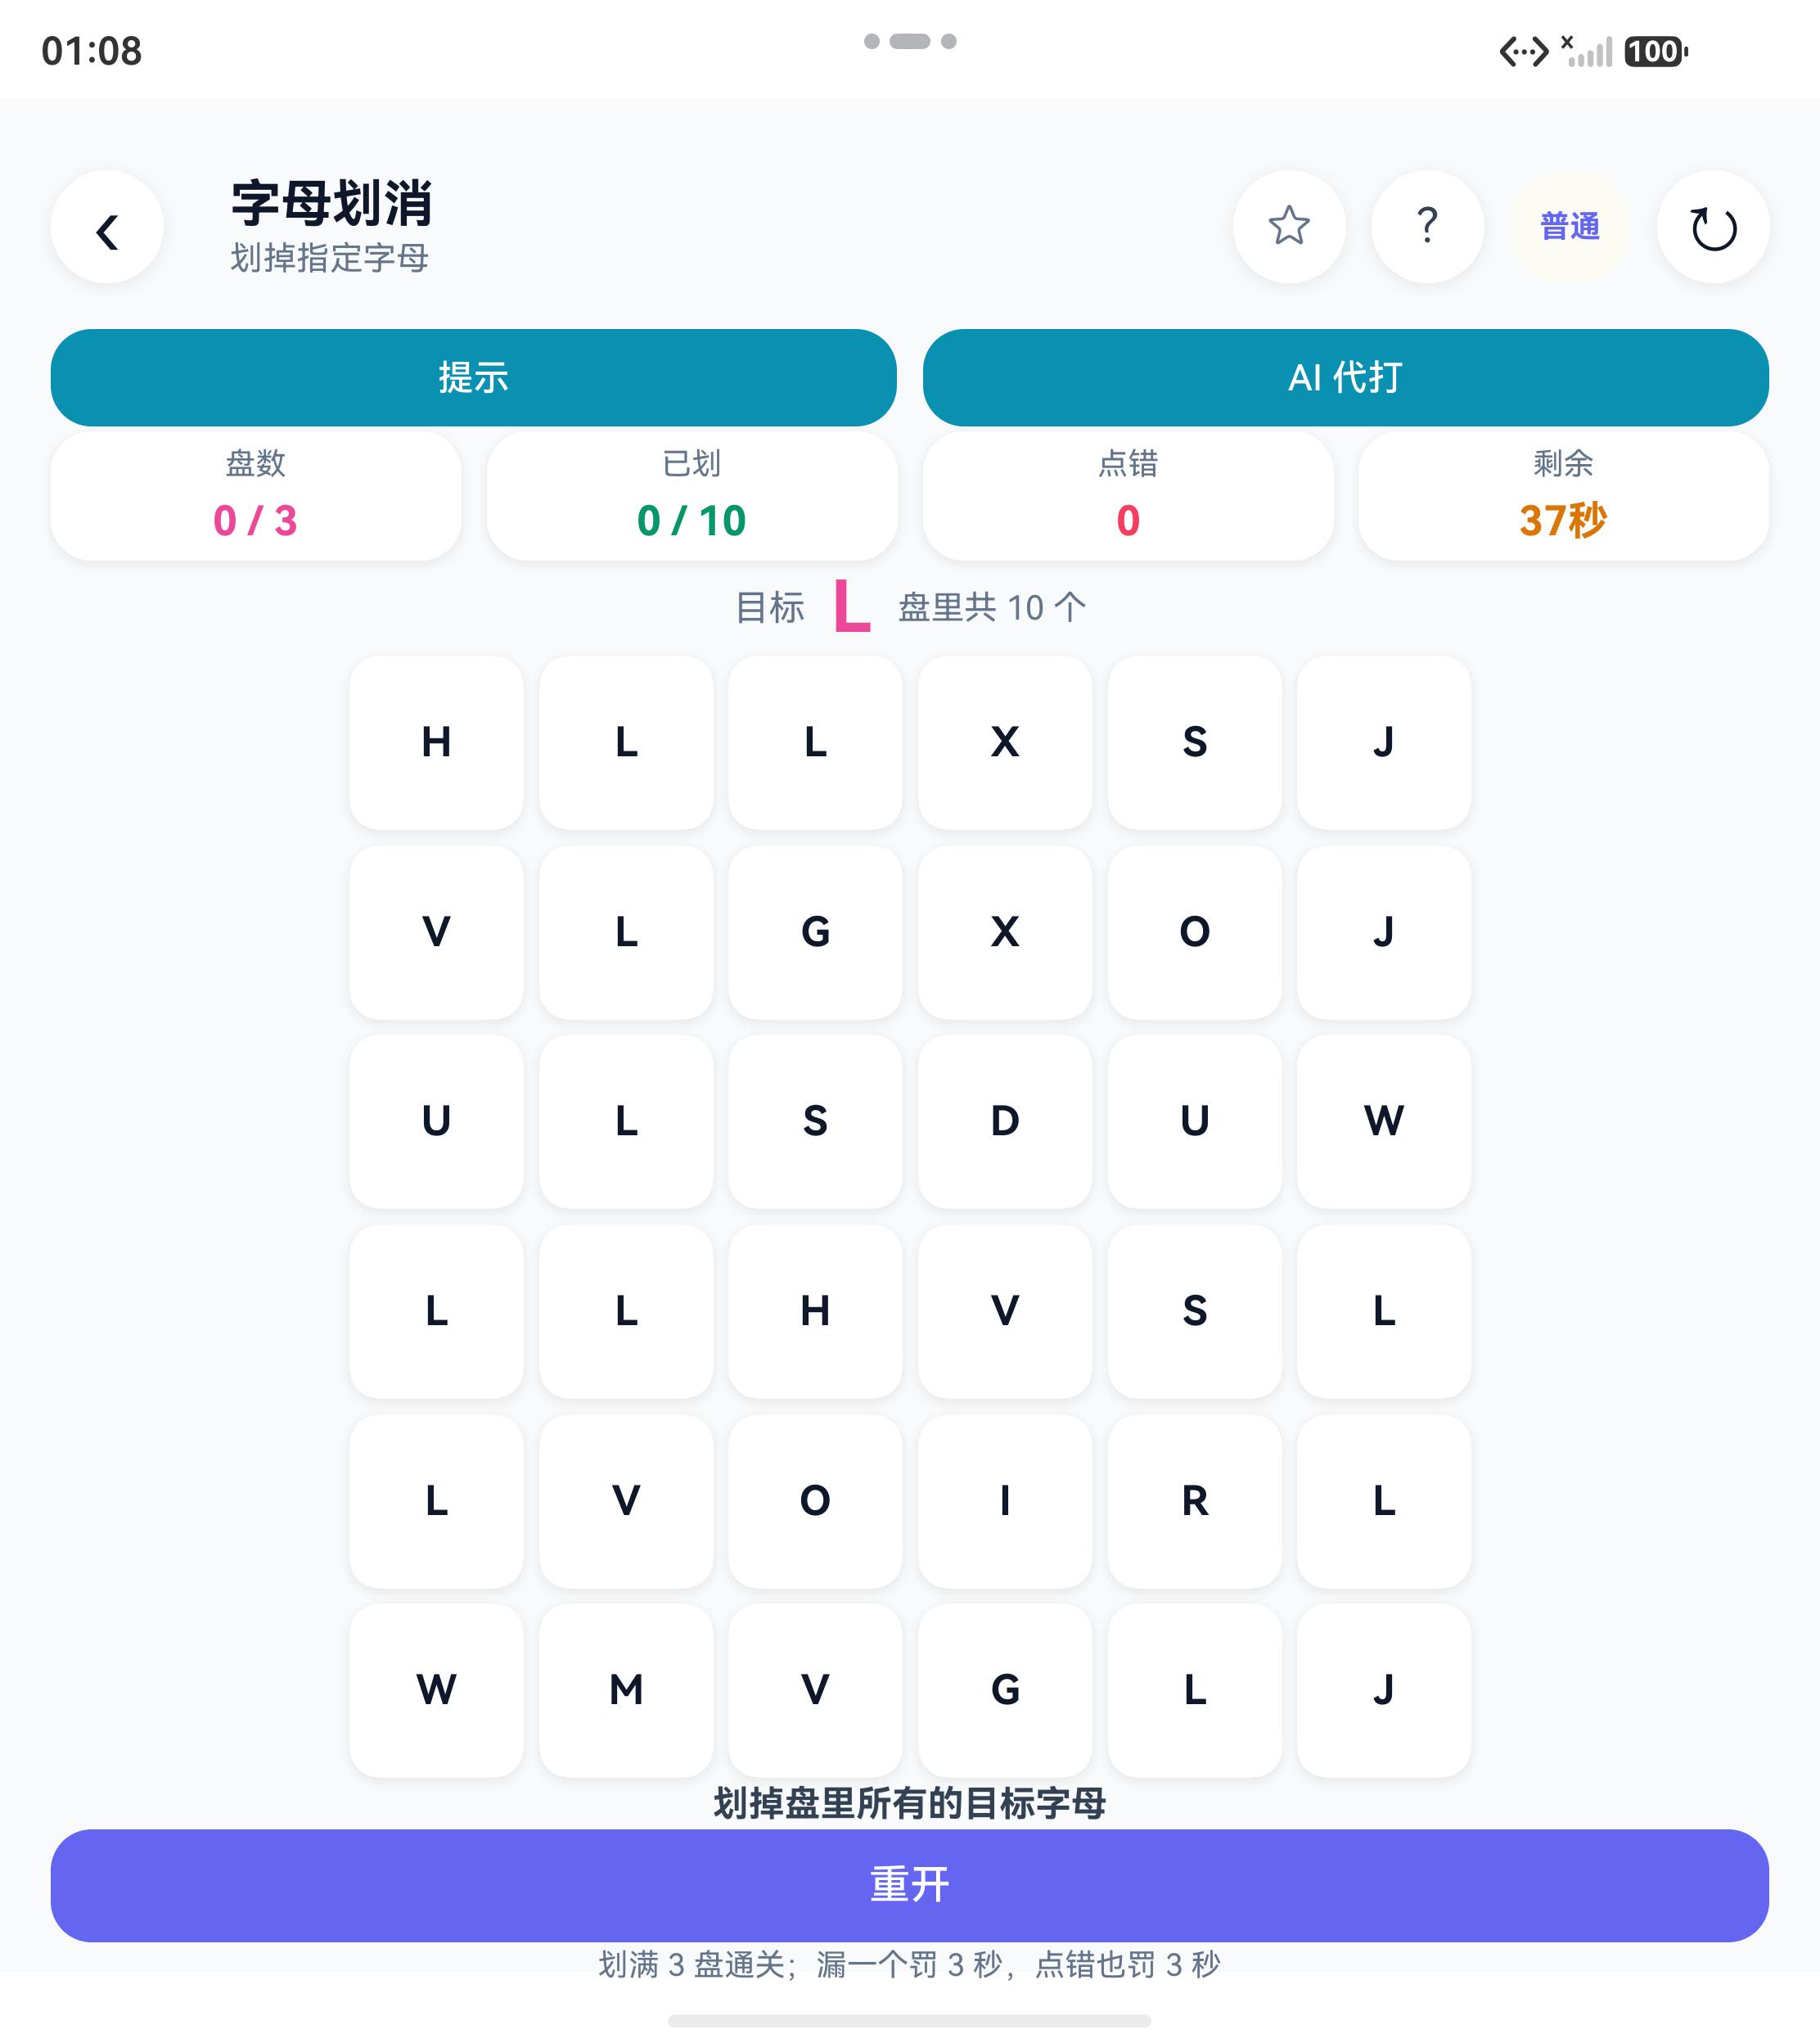 01:08
100
字母划消
划掉指定字母
?
普通
提示
AI 代打
盘数
已划
点错
剩余
0 / 3
0 / 10
0
37秒
目标 L 盘里共 10 个
H L L X S J
V L G X O J
U L S D U W
L L H V S L
L V O I R L
W M V G L J
划掉盘里所有的目标字母
重开
划满 3 盘通关；漏一个罚 3 秒，点错也罚 3 秒